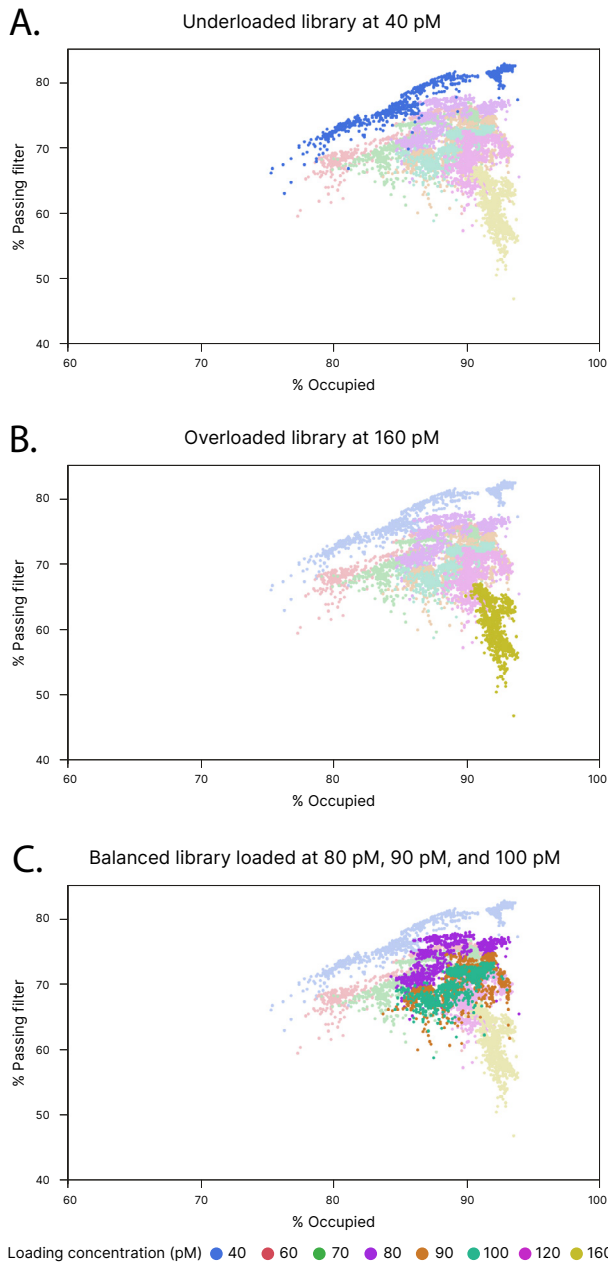 A.
Underloaded library at 40 pM
80
70
60
50
40
% Passing filter
60 70 80 90 100
% Occupied
B.
Overloaded library at 160 pM
80
70
60
50
40
% Passing filter
60 70 80 90 100
% Occupied
C.
Balanced library loaded at 80 pM, 90 pM, and 100 pM
80
70
60
50
40
% Passing filter
60 70 80 90 100
% Occupied
Loading concentration (pM) 40 60 70 80 90 100 120 160